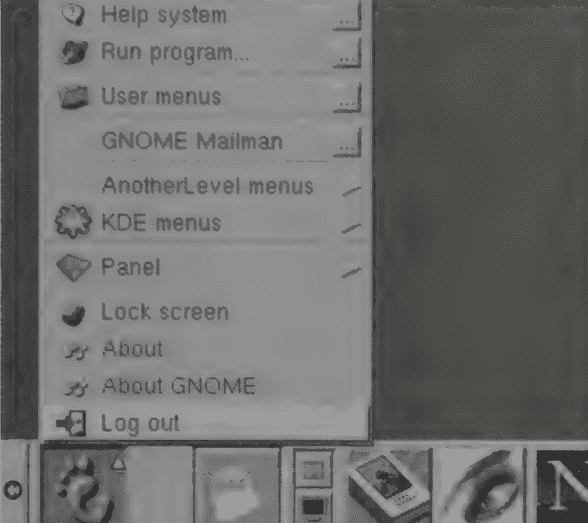 Help system
Run program...
User menus
GNOME Mailman
AnotherLevel menus
KDE menus
Panel
Lock screen
About
About GNOME
Log out
N